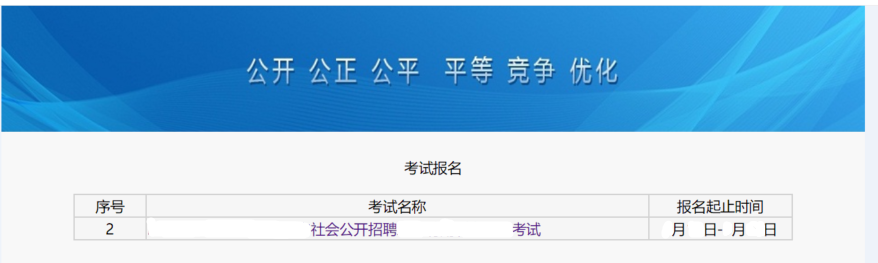 公开 公正 公平 平等 竞争 优化
考试报名
序号 考试名称 报名起止时间
2 社会公开招聘 考试 月 日- 月 日